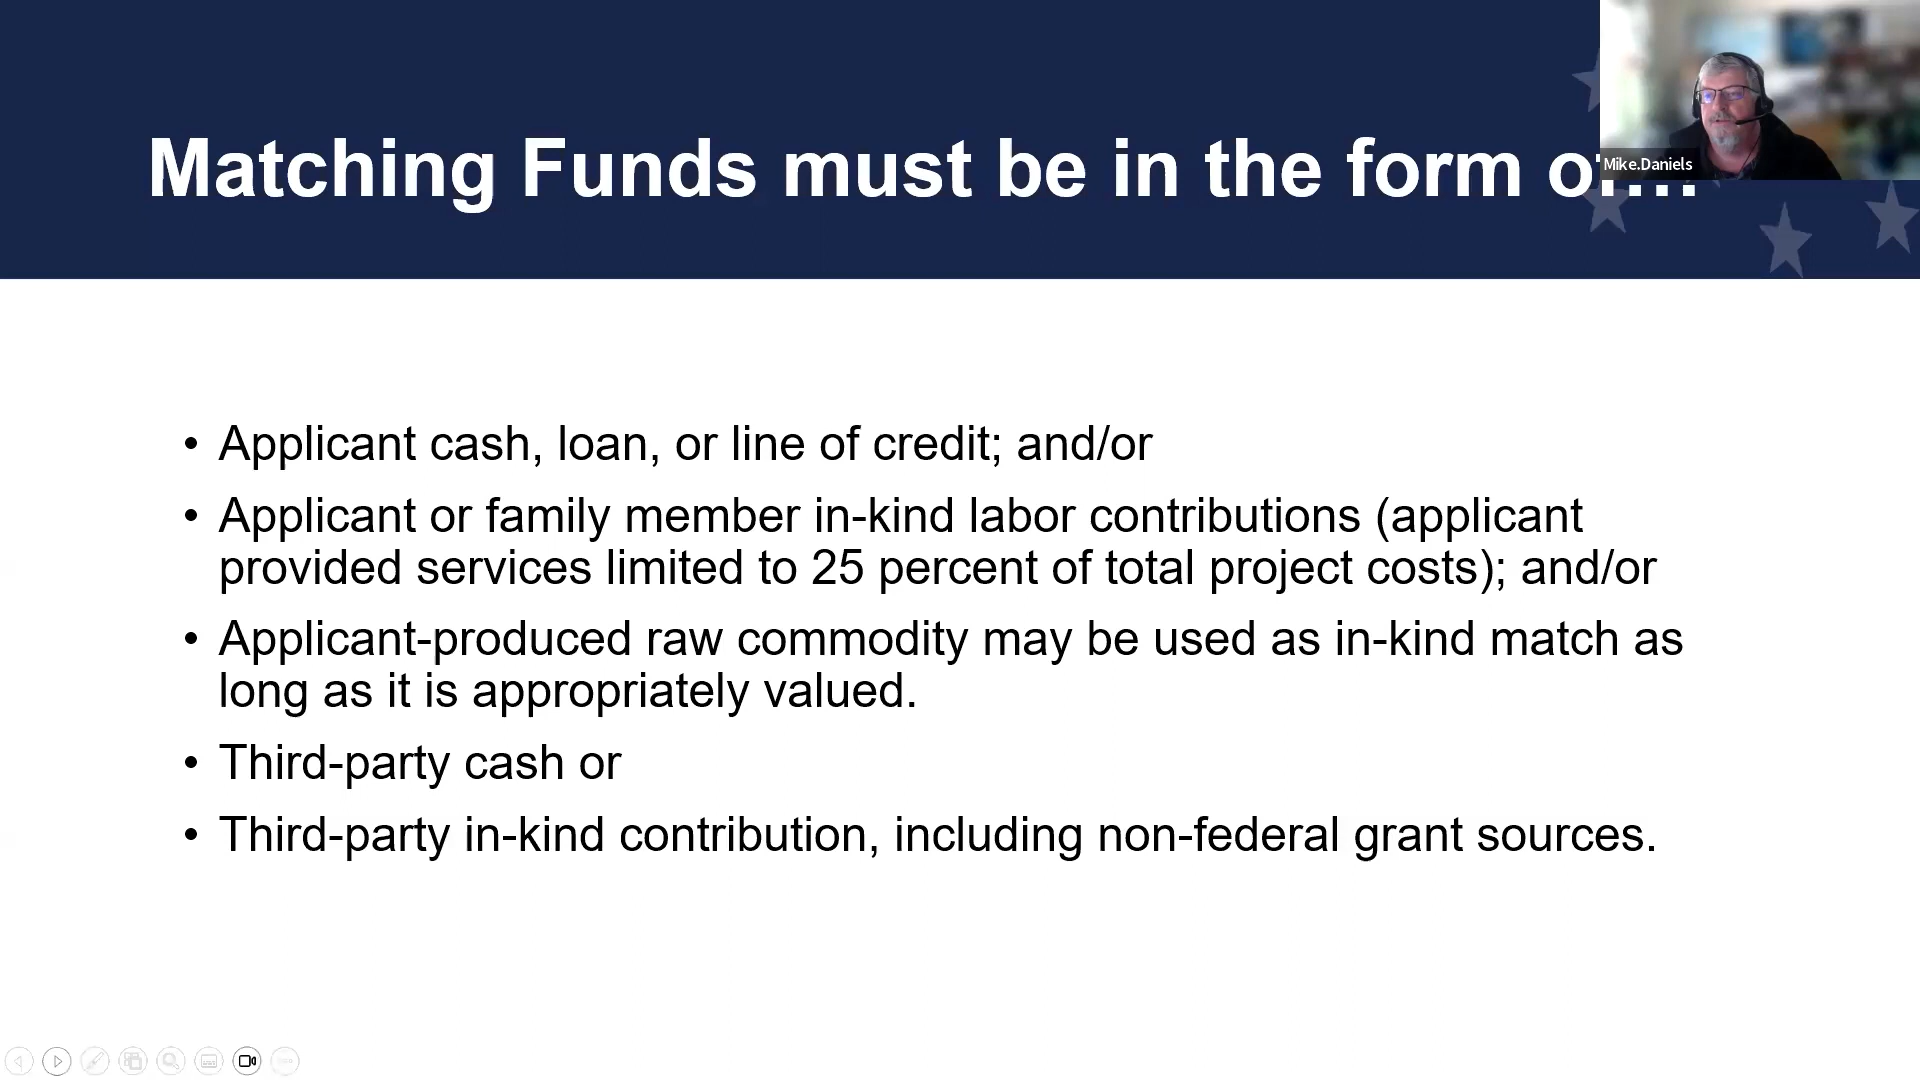 Matching Funds must be in the form of…
Mike.Daniels
• Applicant cash, loan, or line of credit; and/or
• Applicant or family member in-kind labor contributions (applicant
provided services limited to 25 percent of total project costs); and/or
• Applicant-produced raw commodity may be used as in-kind match as
long as it is appropriately valued.
• Third-party cash or
• Third-party in-kind contribution, including non-federal grant sources.